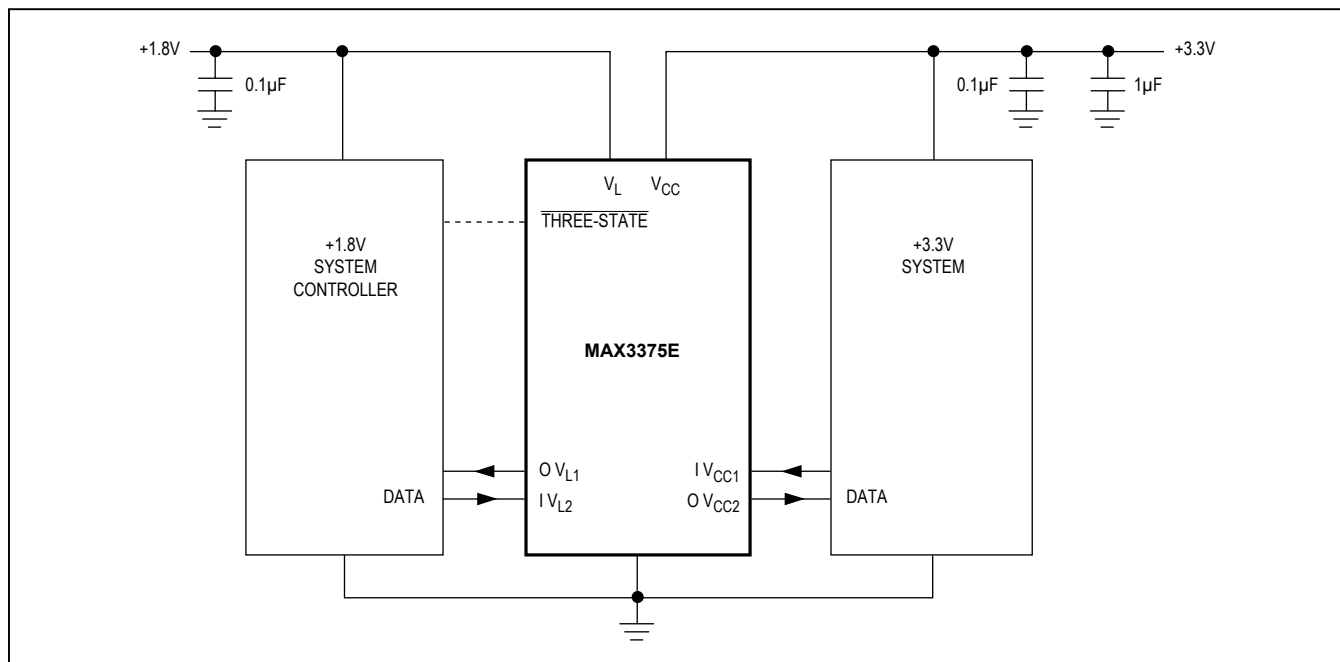 +1.8V
+3.3V
0.1µF
0.1µF
1µF
V_L
V_CC
THREE-STATE
+1.8V
SYSTEM
CONTROLLER
+3.3V
SYSTEM
MAX3375E
O V_L1
I V_CC1
DATA
I V_L2
O V_CC2
DATA